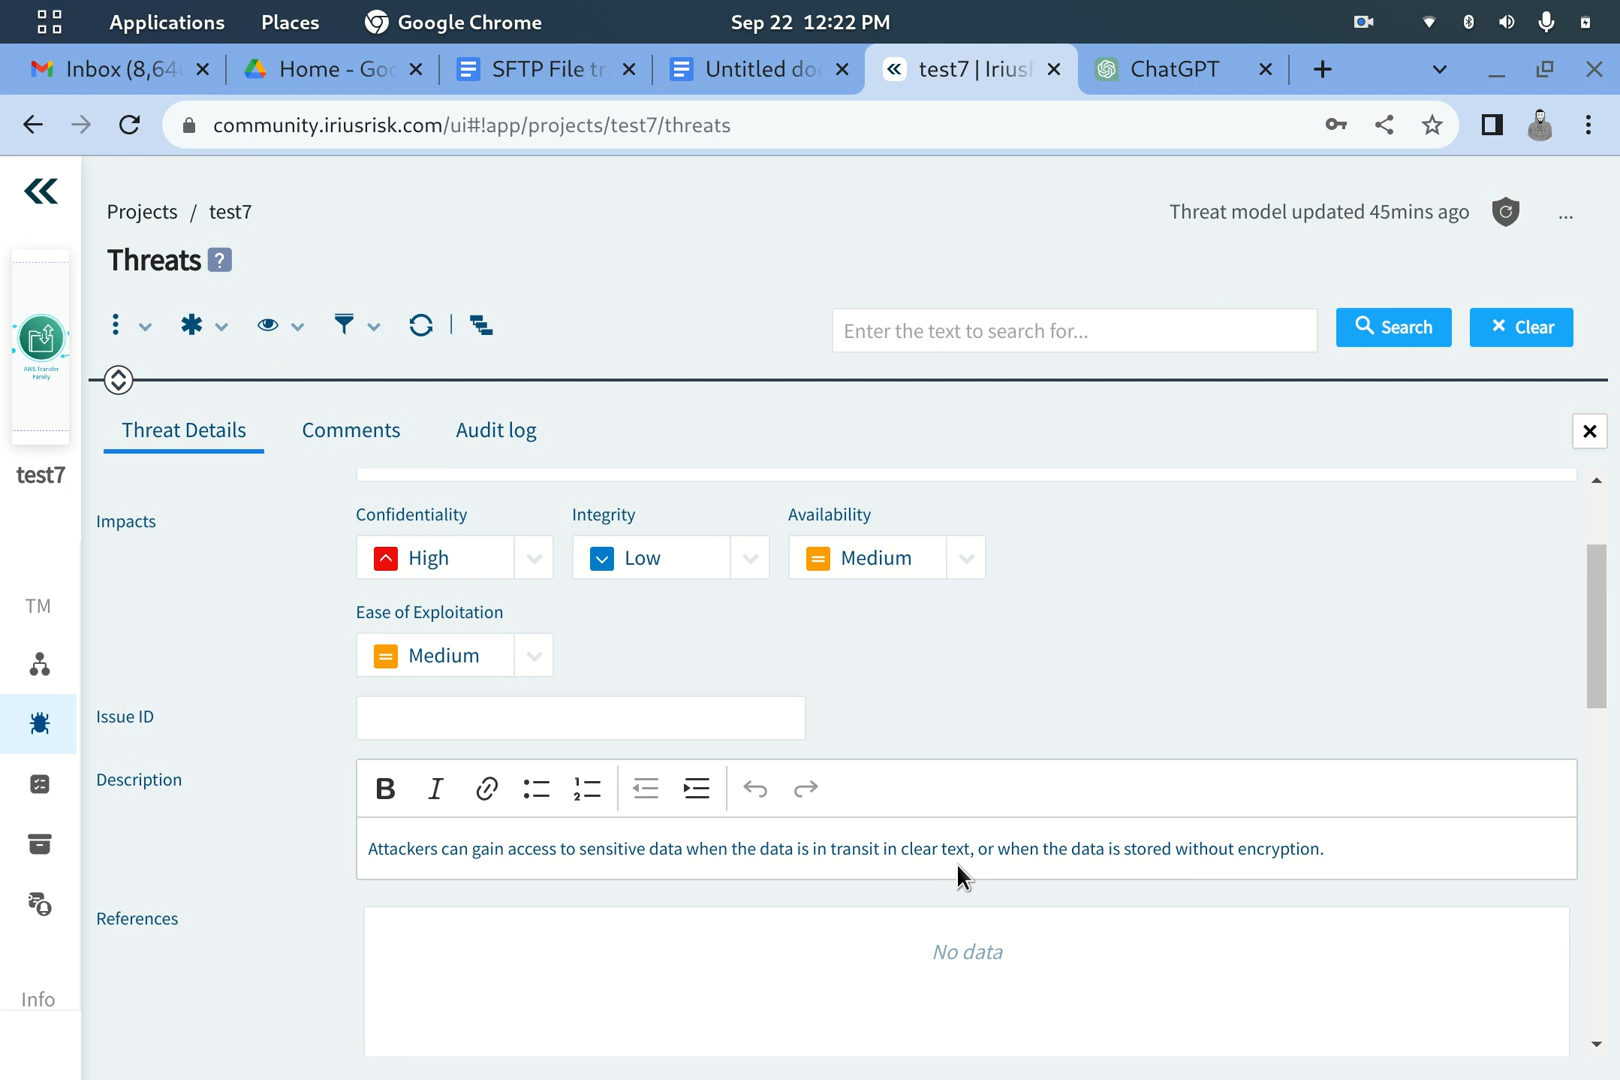 Applications Places Google Chrome Sep 22 12:22 PM
Inbox (8,64 Home - Goo SFTP File tr Untitled do test7 | Irius ChatGPT
community.iriusrisk.com/ui#!app/projects/test7/threats
Projects / test7 Threat model updated 45mins ago ...
Threats ?
Enter the text to search for... Search Clear
AWS Transfer
Family
Threat Details Comments Audit log
test7
Impacts Confidentiality Integrity Availability
High Low Medium
Ease of Exploitation
TM
Medium
Issue ID
Description B I
Attackers can gain access to sensitive data when the data is in transit in clear text, or when the data is stored without encryption.
References
No data
Info